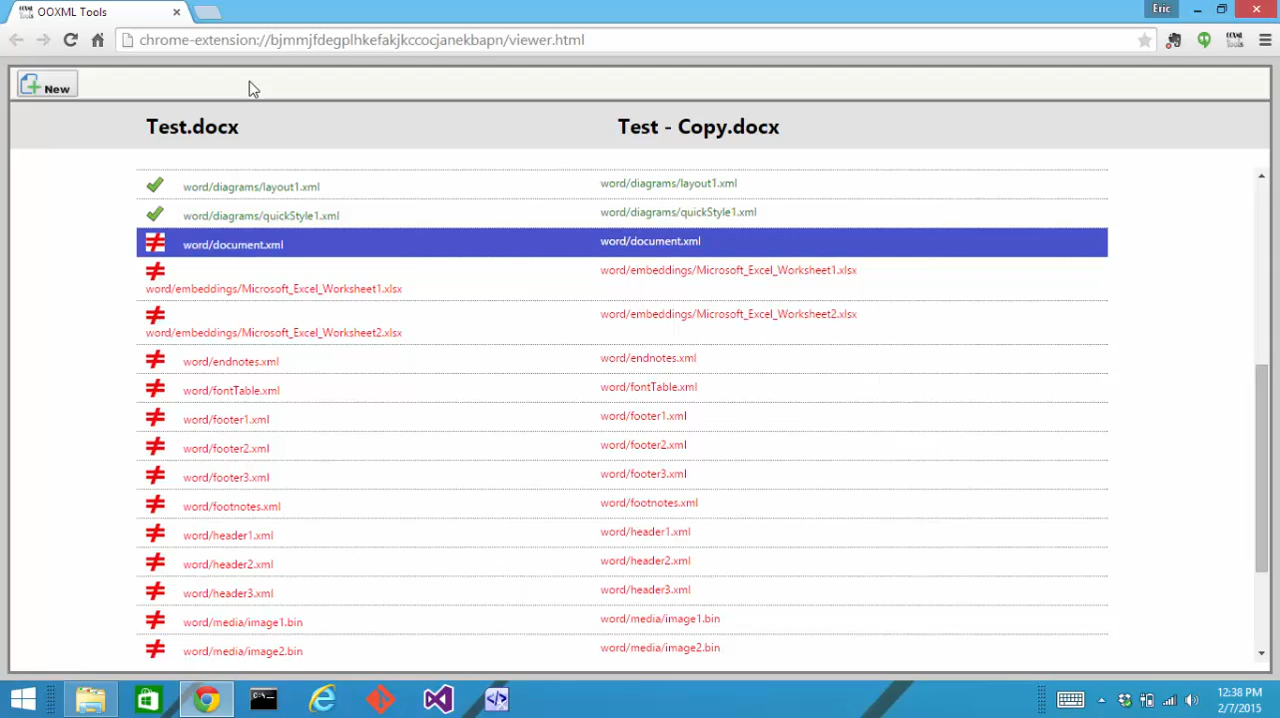 OOXML Tools
Eric
chrome-extension://bjmmjfdegplhkefakjkccocjanekbapn/viewer.html
New
Test.docx Test - Copy.docx
word/diagrams/layout1.xml word/diagrams/layout1.xml
word/diagrams/quickStyle1.xml word/diagrams/quickStyle1.xml
word/document.xml word/document.xml
word/embeddings/Microsoft_Excel_Worksheet1.xlsx
word/embeddings/Microsoft_Excel_Worksheet1.xlsx
word/embeddings/Microsoft_Excel_Worksheet2.xlsx
word/embeddings/Microsoft_Excel_Worksheet2.xlsx
word/endnotes.xml word/endnotes.xml
word/fontTable.xml word/fontTable.xml
word/footer1.xml word/footer1.xml
word/footer2.xml word/footer2.xml
word/footer3.xml word/footer3.xml
word/footnotes.xml word/footnotes.xml
word/header1.xml word/header1.xml
word/header2.xml word/header2.xml
word/header3.xml word/header3.xml
word/media/image1.bin word/media/image1.bin
word/media/image2.bin word/media/image2.bin
12:38 PM
2/7/2015